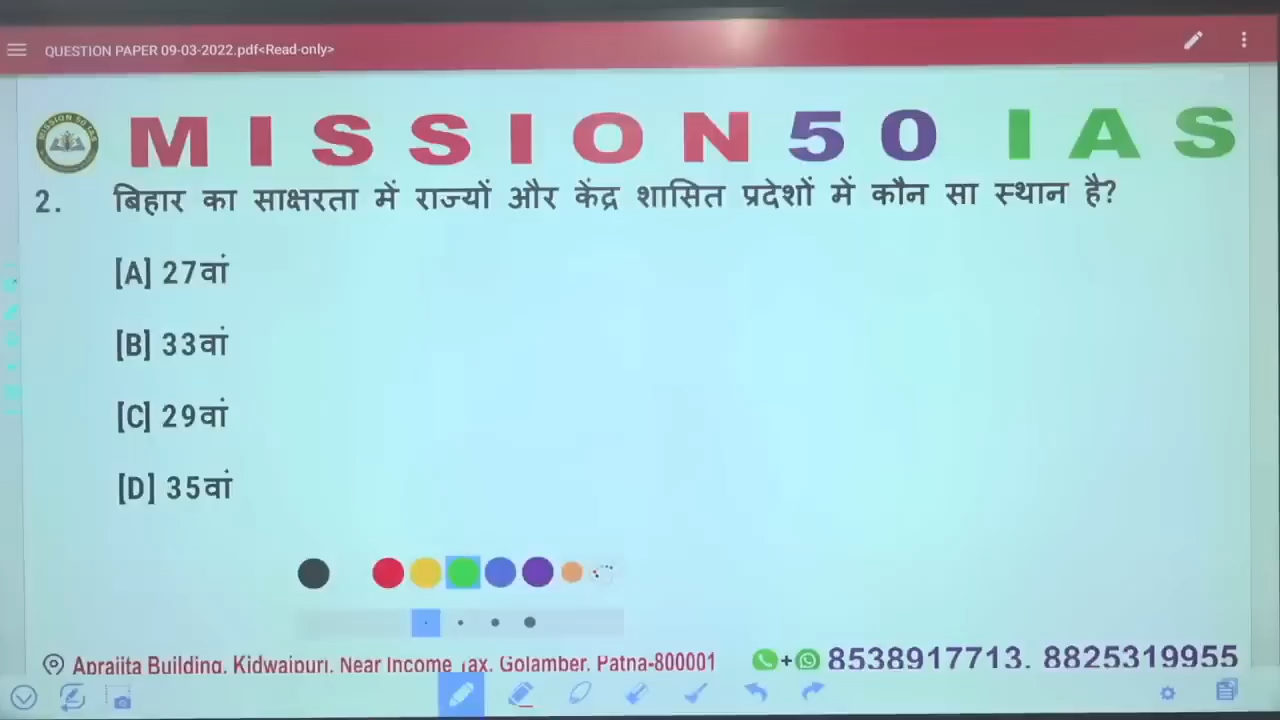 QUESTION PAPER 09-03-2022.pdf<Read-only>
MISSION 50 IAS
2. बिहार का साक्षरता में राज्यों और केंद्र शासित प्रदेशों में कौन सा स्थान है?
[A] 27वां
[B] 33वां
[C] 29वां
[D] 35वां
Aprajita Building, Kidwaipuri, Near Income Tax, Golamber, Patna-800001
+ 8538917713, 8825319955